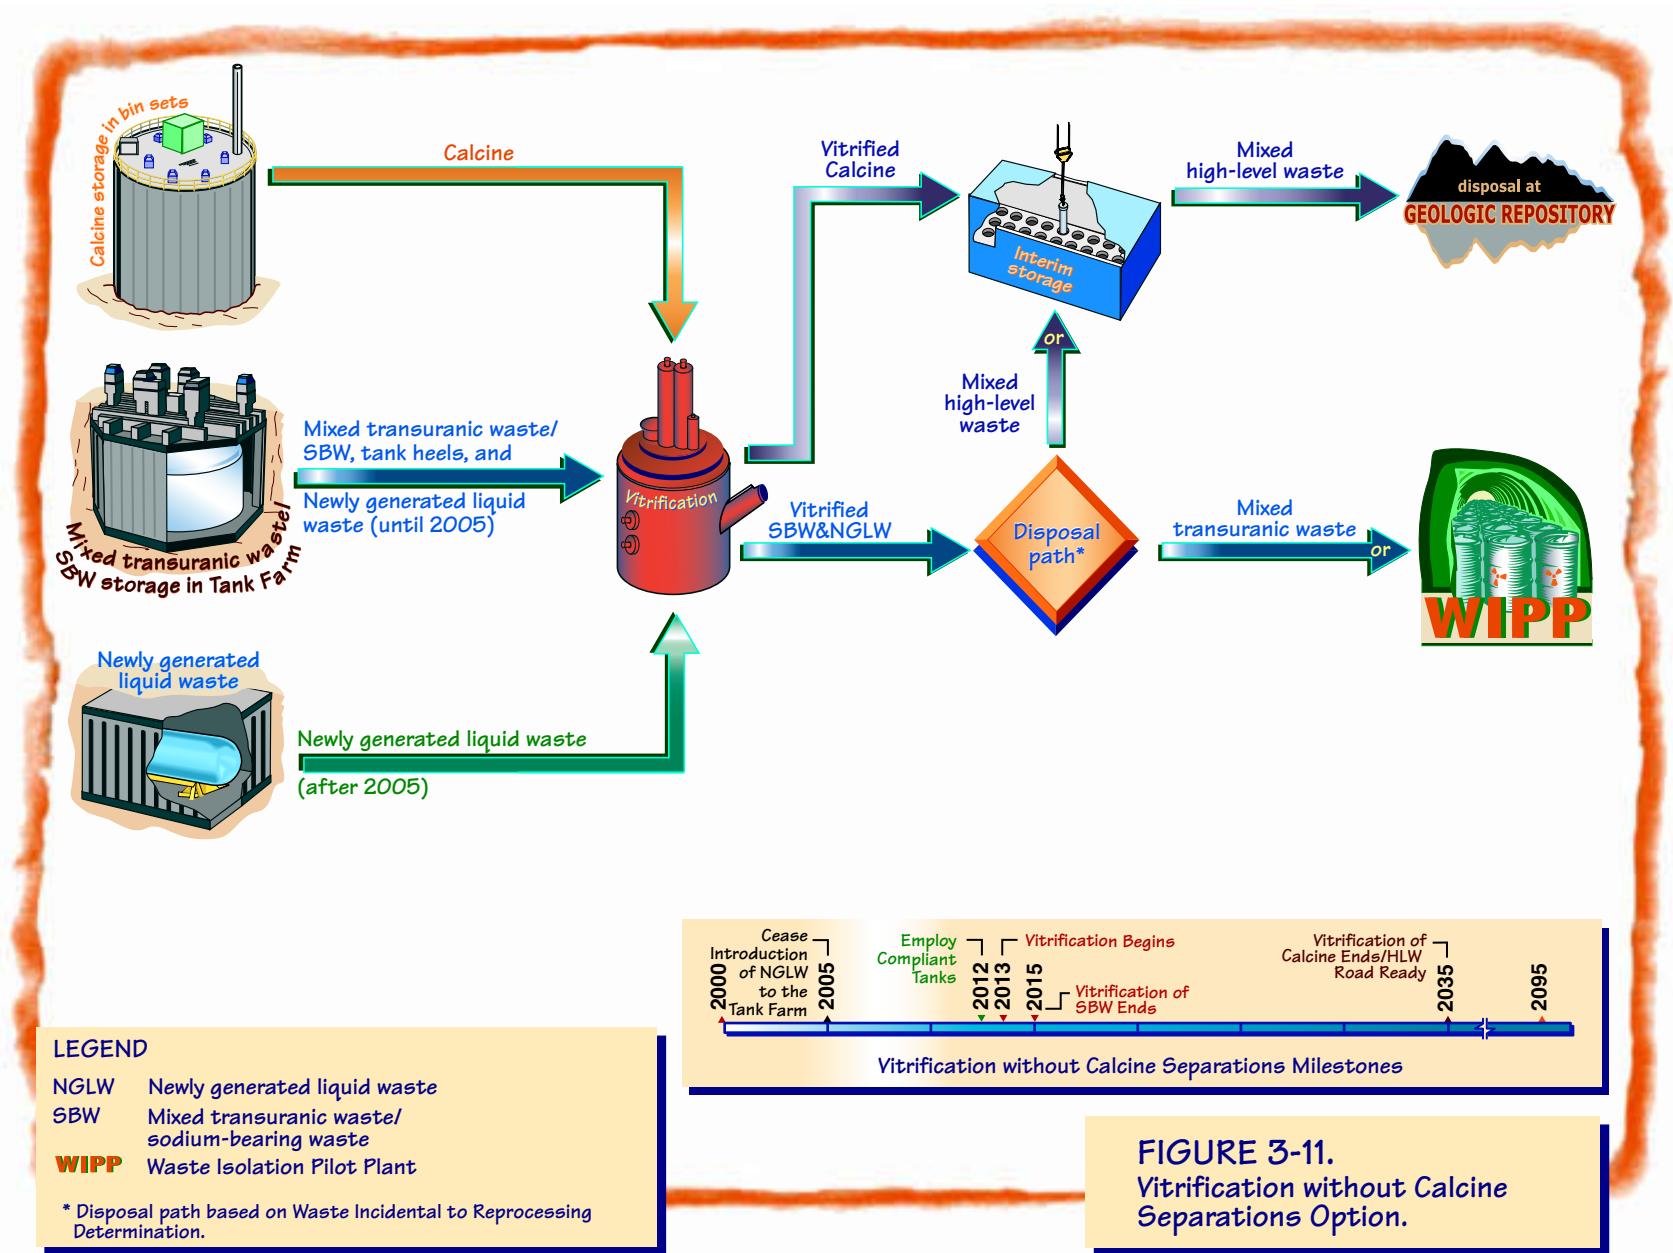 Calcine storage in bin sets
Calcine
Vitrified
Calcine
Mixed
high-level waste
disposal at
GEOLOGIC REPOSITORY
Interim
storage
or
Mixed
high-level
waste
Mixed transuranic waste/
SBW, tank heels, and
Newly generated liquid
waste (until 2005)
Mixed transuranic waste/
SBW storage in Tank Farm
Vitrification
Vitrified
SBW&NGLW
Disposal
path*
Mixed
transuranic waste
or
WIPP
Newly generated
liquid waste
Newly generated liquid waste
(after 2005)
2000
Cease
Introduction
of NGLW
to the
Tank Farm
2005
Employ
Compliant
Tanks
2012
2013
Vitrification Begins
2015
Vitrification of
SBW Ends
Vitrification of
Calcine Ends/HLW
Road Ready
2035
2095
Vitrification without Calcine Separations Milestones
LEGEND
NGLW Newly generated liquid waste
SBW Mixed transuranic waste/
sodium-bearing waste
WIPP Waste Isolation Pilot Plant
* Disposal path based on Waste Incidental to Reprocessing
Determination.
FIGURE 3-11.
Vitrification without Calcine
Separations Option.